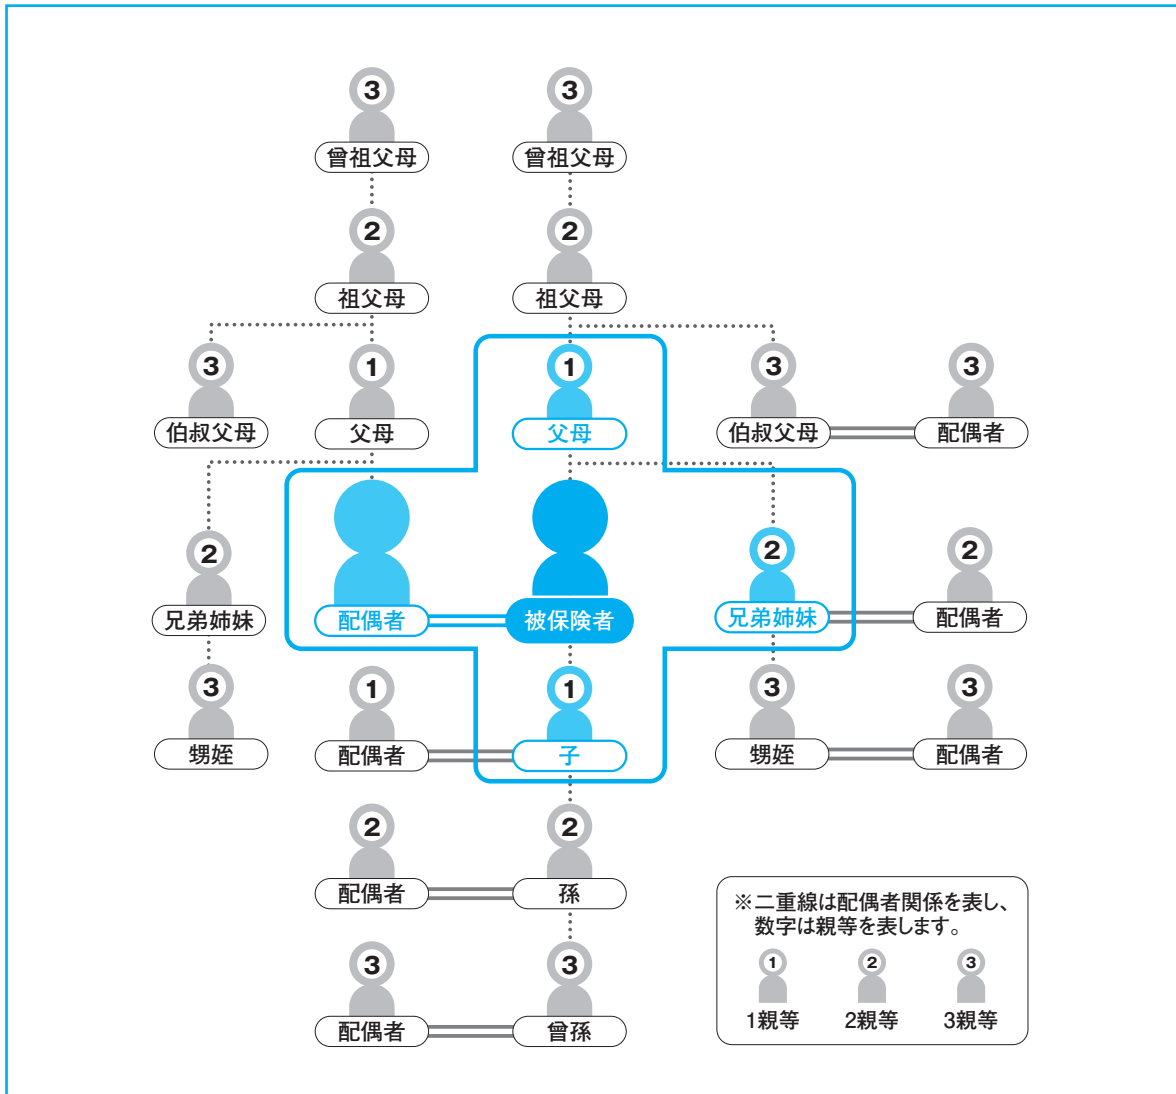 3 3
曾祖父母 曾祖父母
2 2
祖父母 祖父母
3 1 1 3 3
伯叔父母 父母 父母 伯叔父母 配偶者
2 2 2
兄弟姉妹 配偶者 被保険者 兄弟姉妹 配偶者
3 1 1 3 3
甥姪 配偶者 子 甥姪 配偶者
2 2
配偶者 孫
3 3
配偶者 曾孫
※二重線は配偶者関係を表し、
数字は親等を表します。
1 2 3
1親等 2親等 3親等